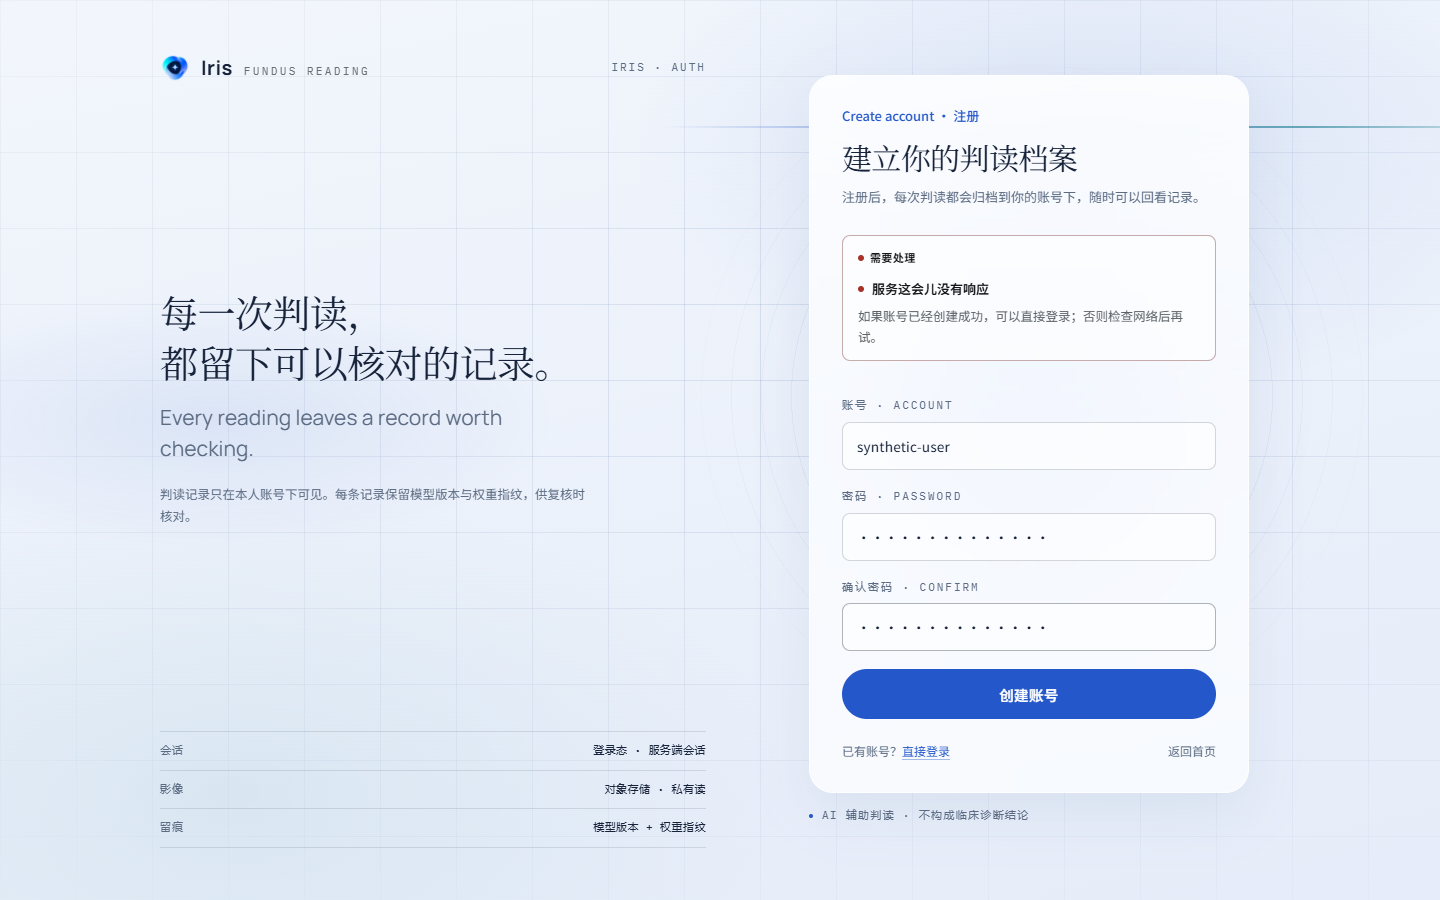 Iris FUNDUS READING
IRIS · AUTH
每一次判读，
都留下可以核对的记录。
Every reading leaves a record worth
checking.
判读记录只在本人账号下可见。每条记录保留模型版本与权重指纹，供复核时
核对。
会话 登录态 · 服务端会话
影像 对象存储 · 私有读
留痕 模型版本 + 权重指纹
Create account · 注册
建立你的判读档案
注册后，每次判读都会归档到你的账号下，随时可以回看记录。
需要处理
服务这会儿没有响应
如果账号已经创建成功，可以直接登录；否则检查网络后再
试。
账号 · ACCOUNT
synthetic-user
密码 · PASSWORD
··············
确认密码 · CONFIRM
··············
创建账号
已有账号？直接登录 返回首页
AI 辅助判读 · 不构成临床诊断结论